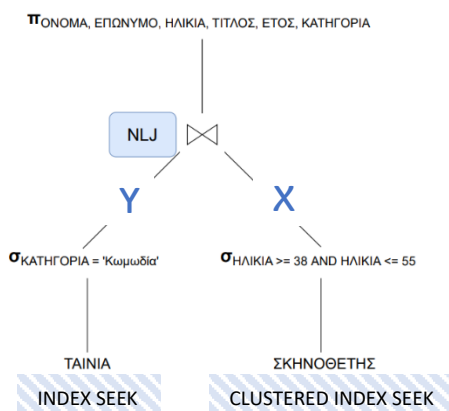 πΟΝΟΜΑ, ΕΠΩΝΥΜΟ, ΗΛΙΚΙΑ, ΤΙΤΛΟΣ, ΕΤΟΣ, ΚΑΤΗΓΟΡΙΑ
NLJ
Y X
σΚΑΤΗΓΟΡΙΑ = 'Κωμωδία' σΗΛΙΚΙΑ >= 38 AND ΗΛΙΚΙΑ <= 55
ΤΑΙΝΙΑ ΣΚΗΝΟΘΕΤΗΣ
INDEX SEEK CLUSTERED INDEX SEEK